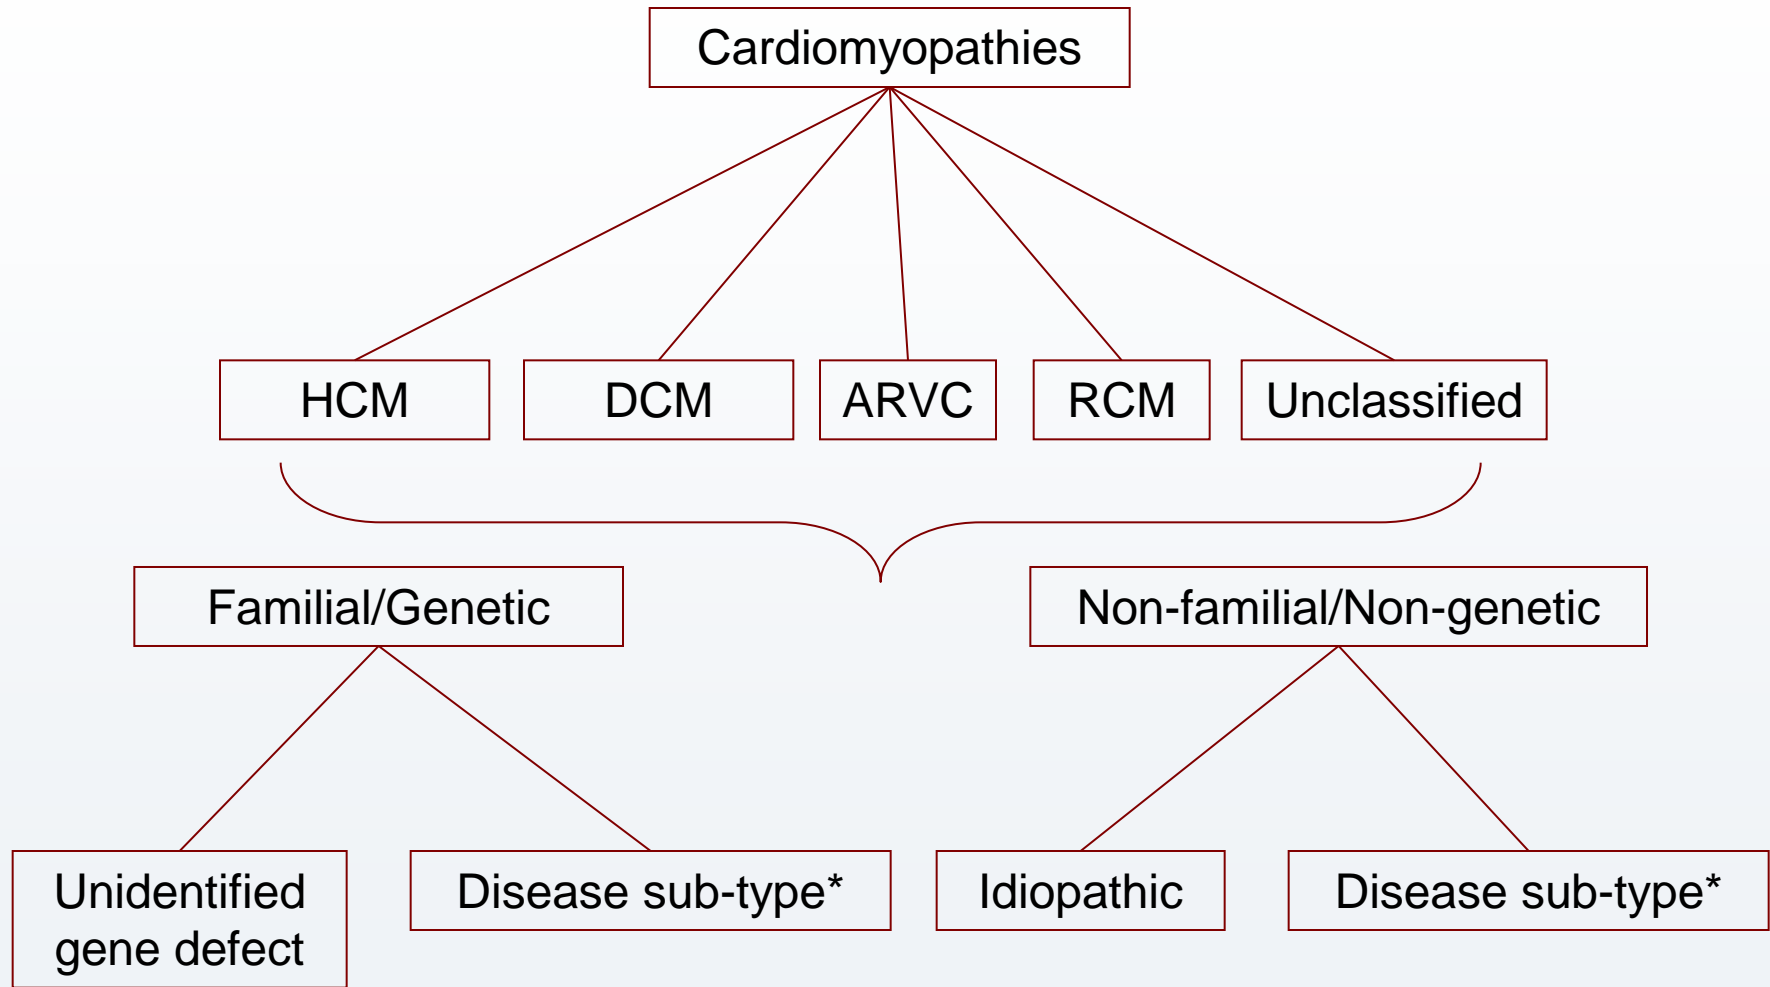 Cardiomyopathies
HCM
DCM
ARVC
RCM
Unclassified
Familial/Genetic
Non-familial/Non-genetic
Unidentified
gene defect
Disease sub-type*
Idiopathic
Disease sub-type*